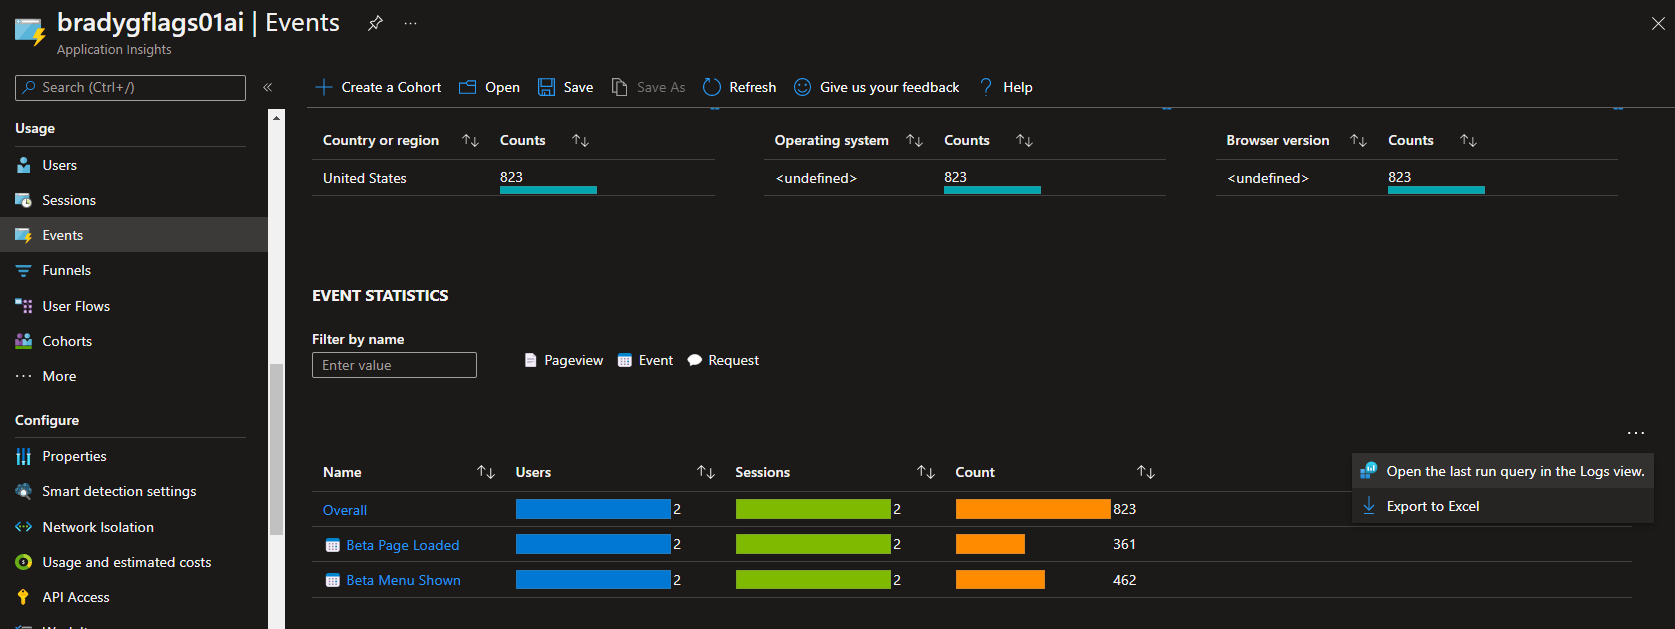 bradygflags01ai | Events
Application Insights
Search (Ctrl+/)
Create a Cohort Open Save Save As Refresh Give us your feedback Help
Usage
Users
Sessions
Events
Funnels
User Flows
Cohorts
More
Configure
Properties
Smart detection settings
Network Isolation
Usage and estimated costs
API Access
Country or region Counts Operating system Counts Browser version Counts
United States 823 <undefined> 823 <undefined> 823
EVENT STATISTICS
Filter by name
Enter value Pageview Event Request
Name Users Sessions Count
Overall 2 2 823
Beta Page Loaded 2 2 361
Beta Menu Shown 2 2 462
Open the last run query in the Logs view.
Export to Excel